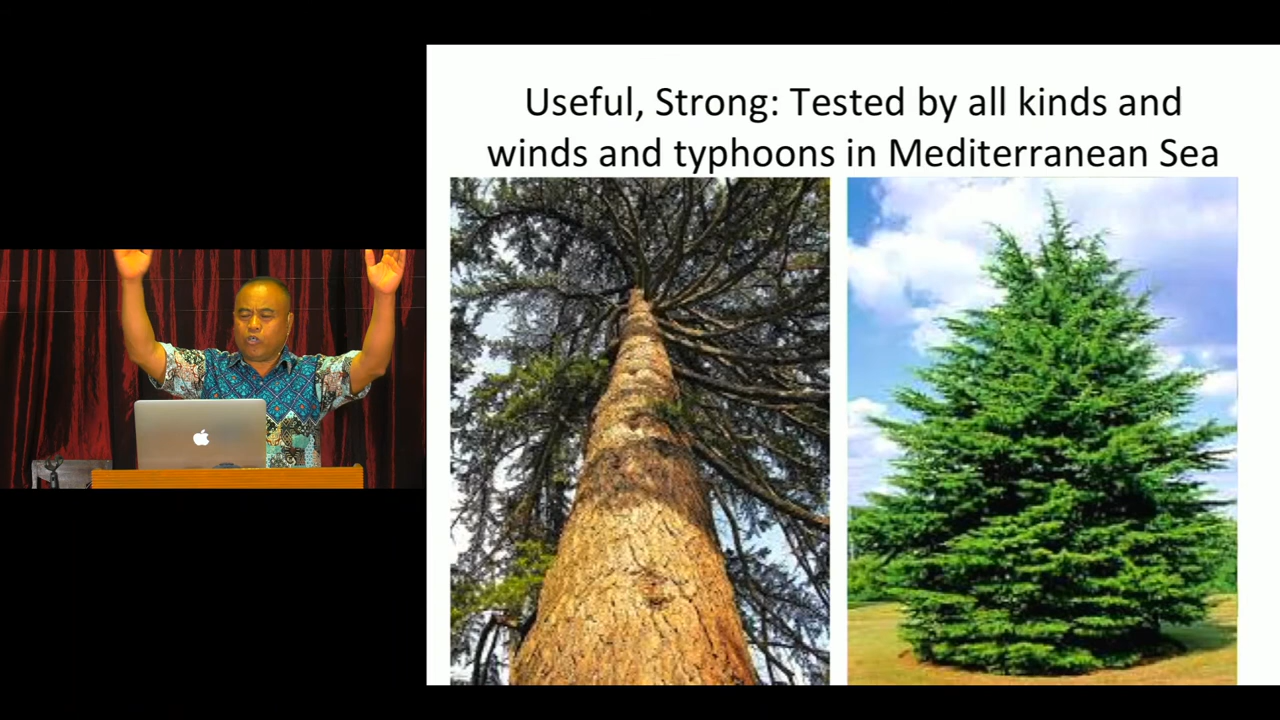 Useful, Strong: Tested by all kinds and
winds and typhoons in Mediterranean Sea